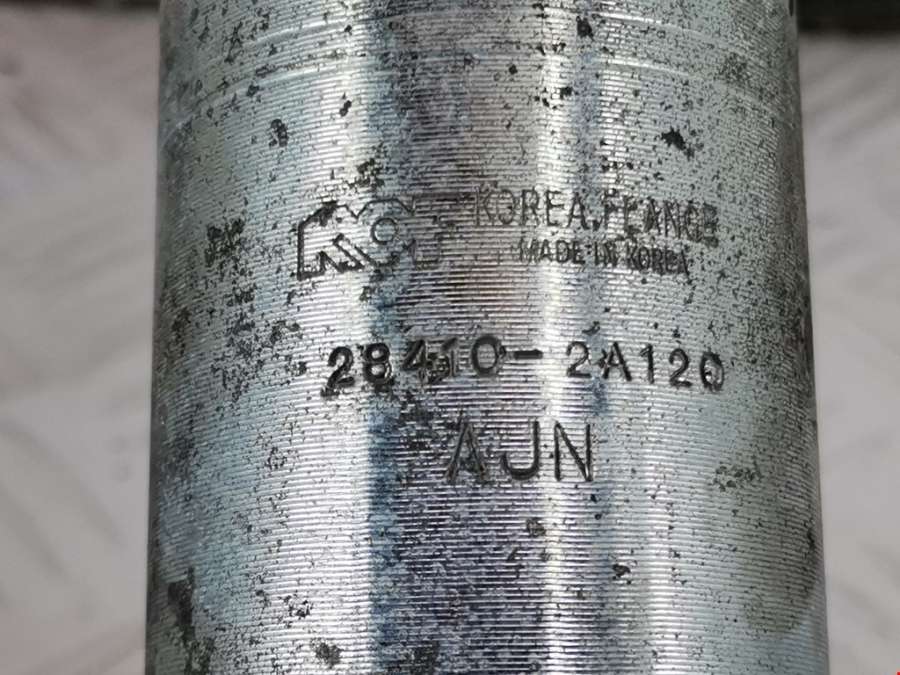 KOREA.FLANGE
MADE IN KOREA
28410-2A120
AJN